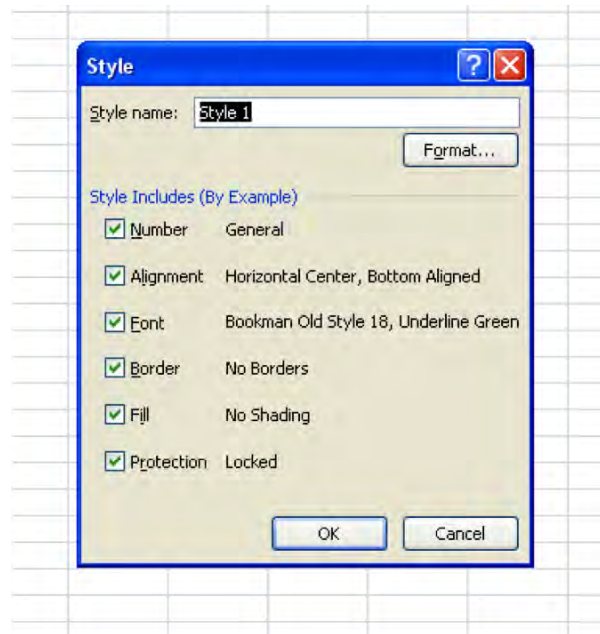 Style
Style name: Style 1
Format...
Style Includes (By Example)
Number General
Alignment Horizontal Center, Bottom Aligned
Font Bookman Old Style 18, Underline Green
Border No Borders
Fill No Shading
Protection Locked
OK Cancel